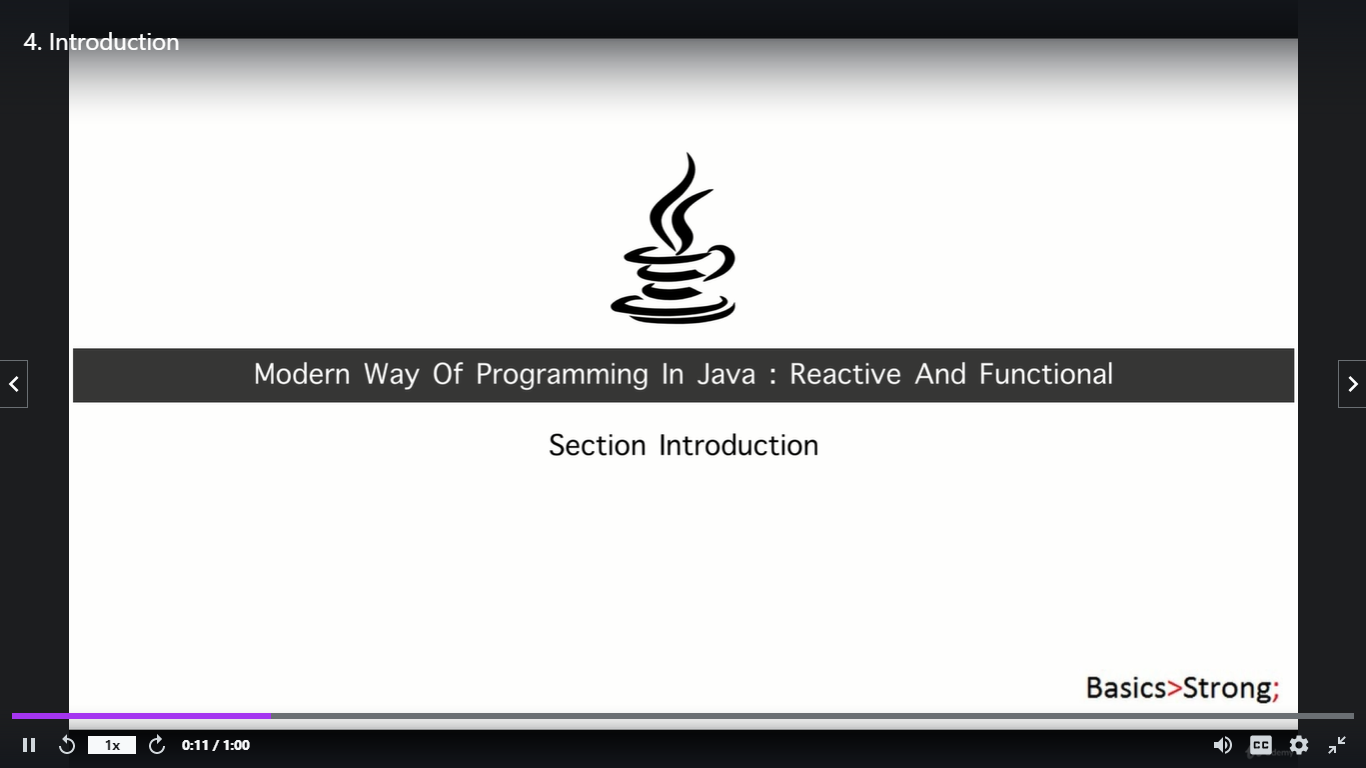 4. Introduction
Modern Way Of Programming In Java : Reactive And Functional
Section Introduction
Basics>Strong;
1x
0:11 / 1:00
CC